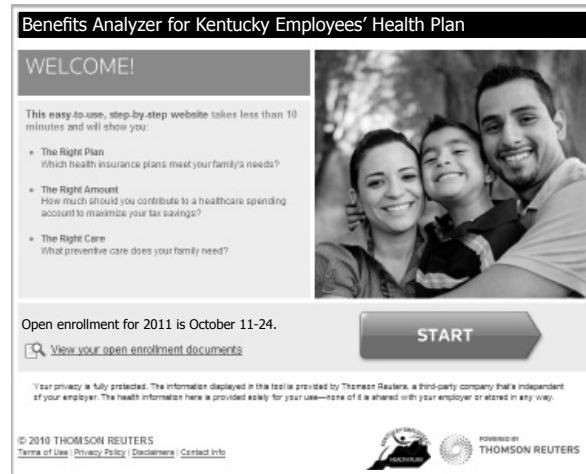 Benefits Analyzer for Kentucky Employees’ Health Plan
WELCOME!
This easy-to-use, step-by-step website takes less than 10
minutes and will show you:
• The Right Plan
Which health insurance plans meet your family's needs?
• The Right Amount
How much should you contribute to a healthcare spending
account to maximize your tax savings?
• The Right Care
What preventive care does your family need?
Open enrollment for 2011 is October 11-24.
START
View your open enrollment documents
Your privacy is fully protected. The information displayed in this tool is provided by Thomson Reuters, a third-party company that's independent
of your employer. The health information here is provided solely for your use—none of it is shared with your employer or stored in any way.
© 2010 THOMSON REUTERS
Terms of Use | Privacy Policy | Disclaimers | Contact Info
KENTUCKY EMPLOYEES
HEALTH PLAN
POWERED BY
THOMSON REUTERS